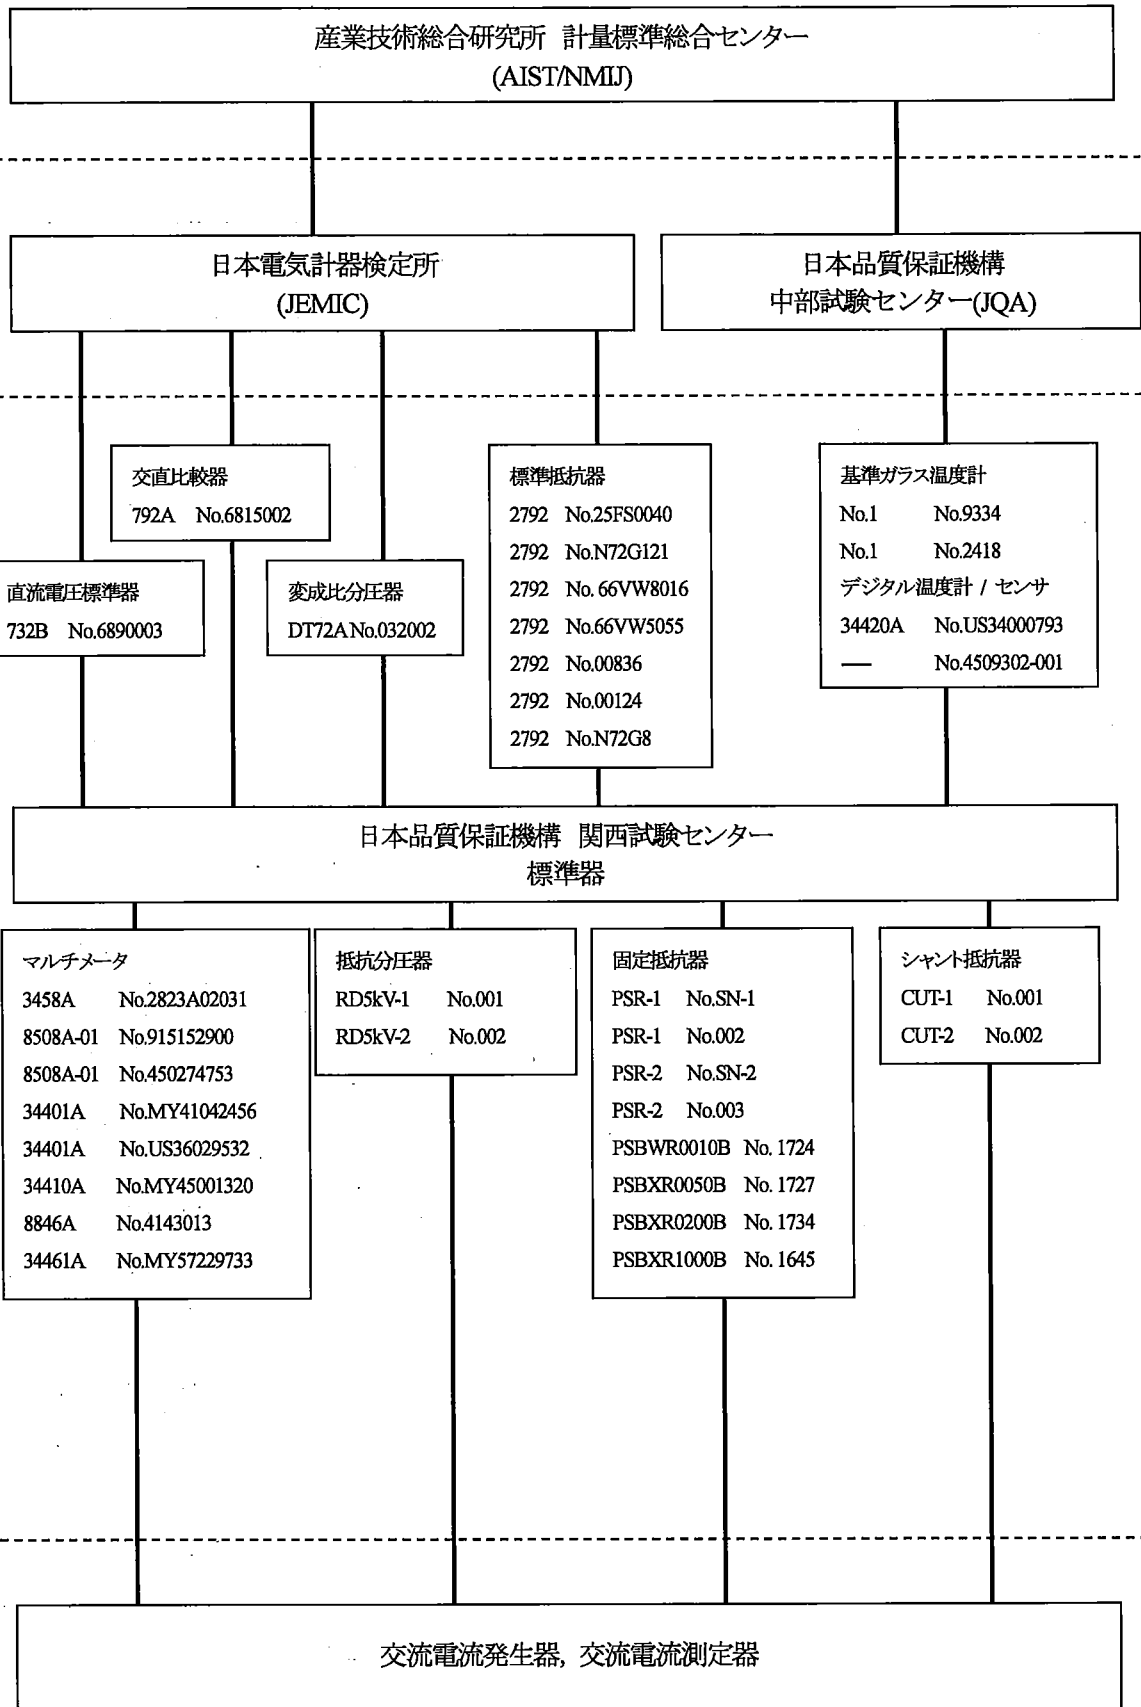 産業技術総合研究所 計量標準総合センター
(AIST/NMIJ)
日本電気計器検定所
(JEMIC)
日本品質保証機構
中部試験センター(JQA)
交直比較器
792A No.6815002
直流電圧標準器
732B No.6890003
変成比分圧器
DT72A No.032002
標準抵抗器
2792 No.25FS0040
2792 No.N72G121
2792 No. 66VW8016
2792 No.66VW5055
2792 No.00836
2792 No.00124
2792 No.N72G8
基準ガラス温度計
No.1 No.9334
No.1 No.2418
デジタル温度計 / センサ
34420A No.US34000793
― No.4509302-001
日本品質保証機構 関西試験センター
標準器
マルチメータ
3458A No.2823A02031
8508A-01 No.915152900
8508A-01 No.450274753
34401A No.MY41042456
34401A No.US36029532
34410A No.MY45001320
8846A No.4143013
34461A No.MY57229733
抵抗分圧器
RD5kV-1 No.001
RD5kV-2 No.002
固定抵抗器
PSR-1 No.SN-1
PSR-1 No.002
PSR-2 No.SN-2
PSR-2 No.003
PSBWR0010B No. 1724
PSBXR0050B No. 1727
PSBXR0200B No. 1734
PSBXR1000B No. 1645
シャント抵抗器
CUT-1 No.001
CUT-2 No.002
交流電流発生器, 交流電流測定器